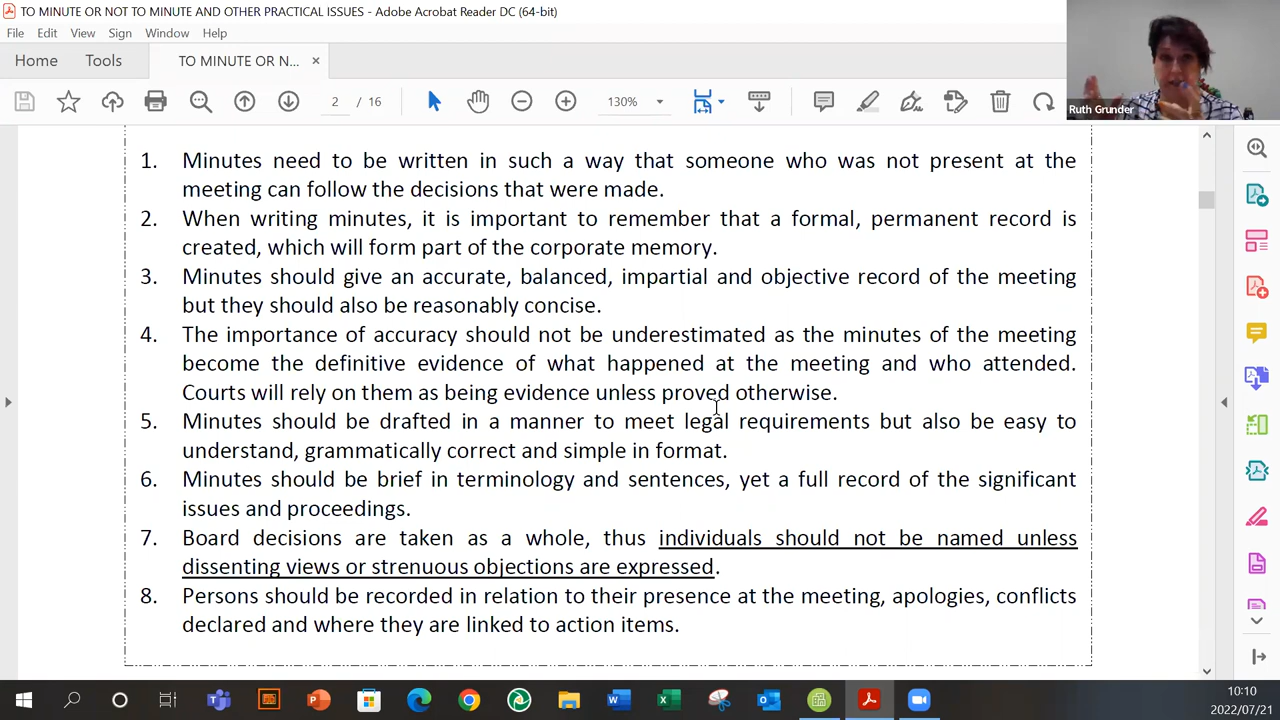 TO MINUTE OR NOT TO MINUTE AND OTHER PRACTICAL ISSUES - Adobe Acrobat Reader DC (64-bit)
File Edit View Sign Window Help
Home Tools TO MINUTE OR N... ×
2 / 16 130%
Ruth Grunder
1. Minutes need to be written in such a way that someone who was not present at the
meeting can follow the decisions that were made.
2. When writing minutes, it is important to remember that a formal, permanent record is
created, which will form part of the corporate memory.
3. Minutes should give an accurate, balanced, impartial and objective record of the meeting
but they should also be reasonably concise.
4. The importance of accuracy should not be underestimated as the minutes of the meeting
become the definitive evidence of what happened at the meeting and who attended.
Courts will rely on them as being evidence unless proved otherwise.
5. Minutes should be drafted in a manner to meet legal requirements but also be easy to
understand, grammatically correct and simple in format.
6. Minutes should be brief in terminology and sentences, yet a full record of the significant
issues and proceedings.
7. Board decisions are taken as a whole, thus individuals should not be named unless
dissenting views or strenuous objections are expressed.
8. Persons should be recorded in relation to their presence at the meeting, apologies, conflicts
declared and where they are linked to action items.
10:10
2022/07/21